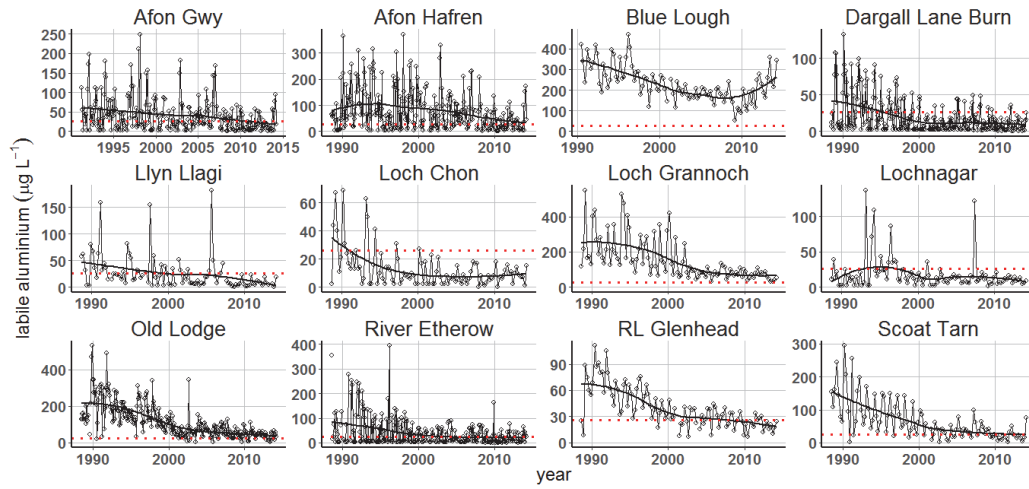 Afon Gwy Afon Hafren Blue Lough Dargall Lane Burn
250 200 150 100 50 0
300 200 100 0
400 300 200 100 0
100 50 0
1995 2000 2005 2010 2015
1990 2000 2010
1990 2000 2010
1990 2000 2010
labile aluminium (µg L⁻¹)
Llyn Llagi Loch Chon Loch Grannoch Lochnagar
150 100 50 0
60 40 20 0
400 200 0
120 80 40 0
1990 2000 2010
1990 2000 2010
1990 2000 2010
1990 2000 2010
Old Lodge River Etherow RL Glenhead Scoat Tarn
400 200 0
400 300 200 100 0
90 60 30 0
300 200 100 0
1990 2000 2010
1990 2000 2010
1990 2000 2010
1990 2000 2010
year